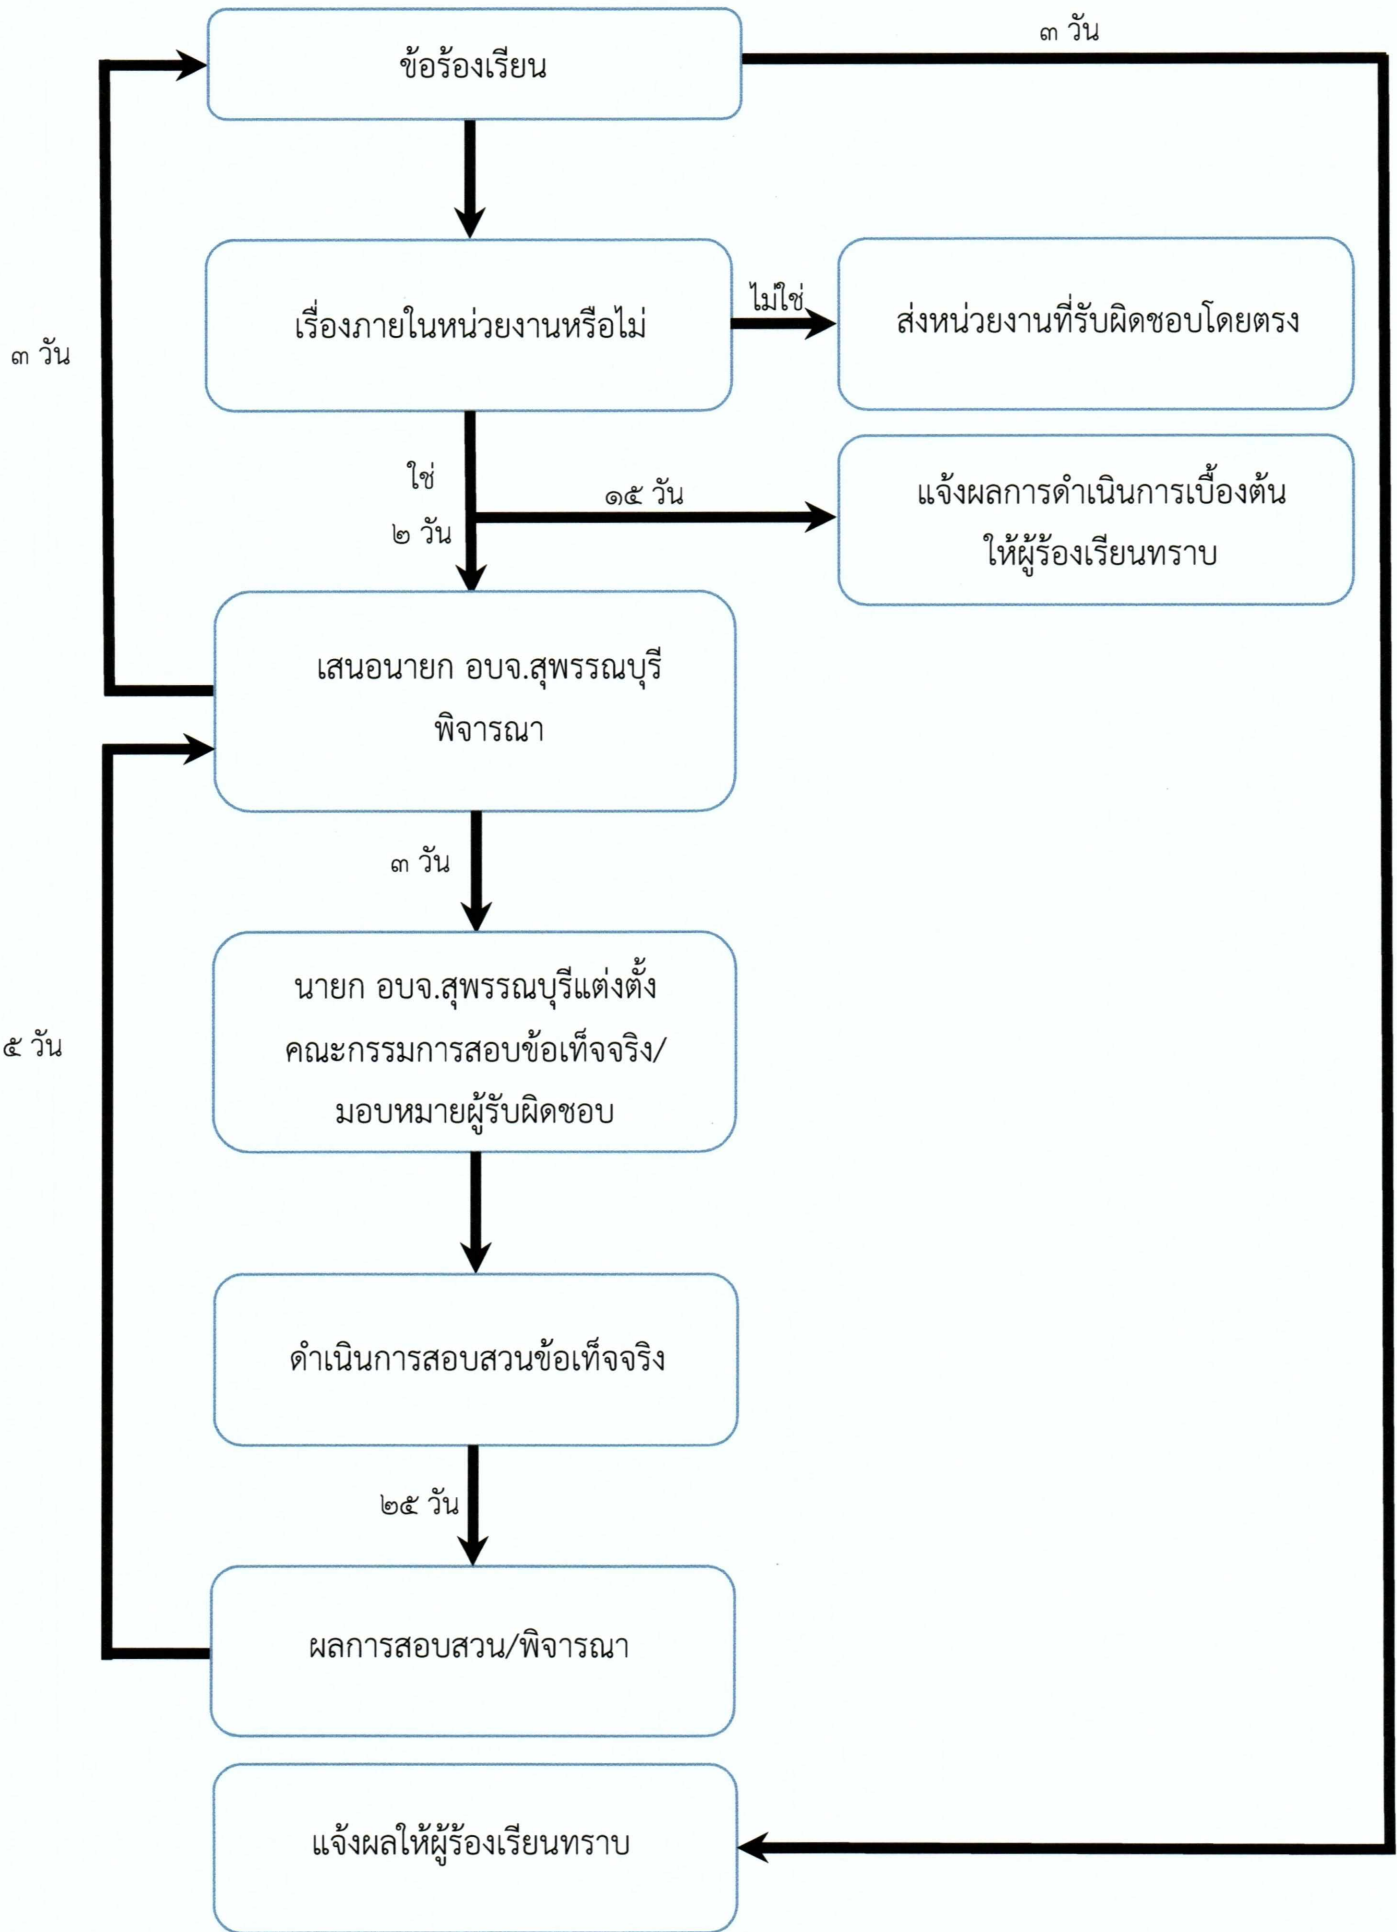 ๓ วัน
ข้อร้องเรียน
เรื่องภายในหน่วยงานหรือไม่
ไม่ใช่
ส่งหน่วยงานที่รับผิดชอบโดยตรง
๓ วัน
ใช่
๒ วัน
๑๕ วัน
แจ้งผลการดำเนินการเบื้องต้น
ให้ผู้ร้องเรียนทราบ
เสนอนายก อบจ.สุพรรณบุรี
พิจารณา
๓ วัน
นายก อบจ.สุพรรณบุรีแต่งตั้ง
คณะกรรมการสอบข้อเท็จจริง/
มอบหมายผู้รับผิดชอบ
๕ วัน
ดำเนินการสอบสวนข้อเท็จจริง
๒๕ วัน
ผลการสอบสวน/พิจารณา
แจ้งผลให้ผู้ร้องเรียนทราบ